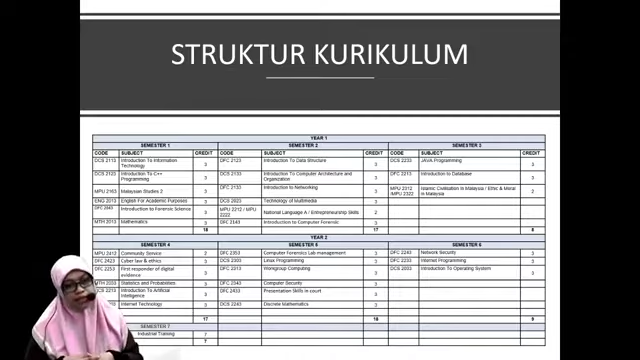 STRUKTUR KURIKULUM
YEAR 1
SEMESTER 1 SEMESTER 2 SEMESTER 3
CODE SUBJECT CREDIT CODE SUBJECT CREDIT CODE SUBJECT CREDIT
DCS 2113 Introduction To Information Technology 3 DFC 2123 Introduction To Data Structure 3 DCS 2233 JAVA Programming 3
DCS 2123 Introduction To C++ Programming 3 DCS 2133 Introduction To Computer Architecture and Organization 3 DFC 2213 Introduction to Database 3
MPU 2163 Malaysian Studies 2 3 DFC 2133 Introduction to Networking 3 MPU 2312 /MPU 2322 Islamic Civilisation in Malaysia / Ethic & Moral in Malaysia 2
ENG 2013 English For Academic Purposes 3 DCS 2023 Technology of Multimedia 3
Introduction to Forensic Science 3 MPU 2212 / MPU 2222 National Language A / Entrepreneurship Skills 2
MTH 2013 Mathematics 3 DFC 2143 Introduction to Computer Forensic 3
18 17 8
YEAR 2
SEMESTER 4 SEMESTER 5 SEMESTER 6
MPU 2412 Community Service 2 DFC 2353 Computer Forensics Lab management 3 DFC 2243 Network Security 3
DFC 2423 Cyber law & ethics 3 DCS 2303 Linux Programming 3 DFC 2233 Internet Programming 3
DFC 2253 First responder of digital evidence 3 DFC 2313 Workgroup Computing 3 DCS 2003 Introduction To Operating System 3
MTH 2033 Statistics and Probabilities 3 DFC 2343 Computer Security 3
Introduction To Artificial Intelligence 3 DFC 2433 Presentation Skills in court 3
Internet Technology 3 DCS 2243 Discrete Mathematics 3
17 18 9
SEMESTER 7
Industrial Training 7
7